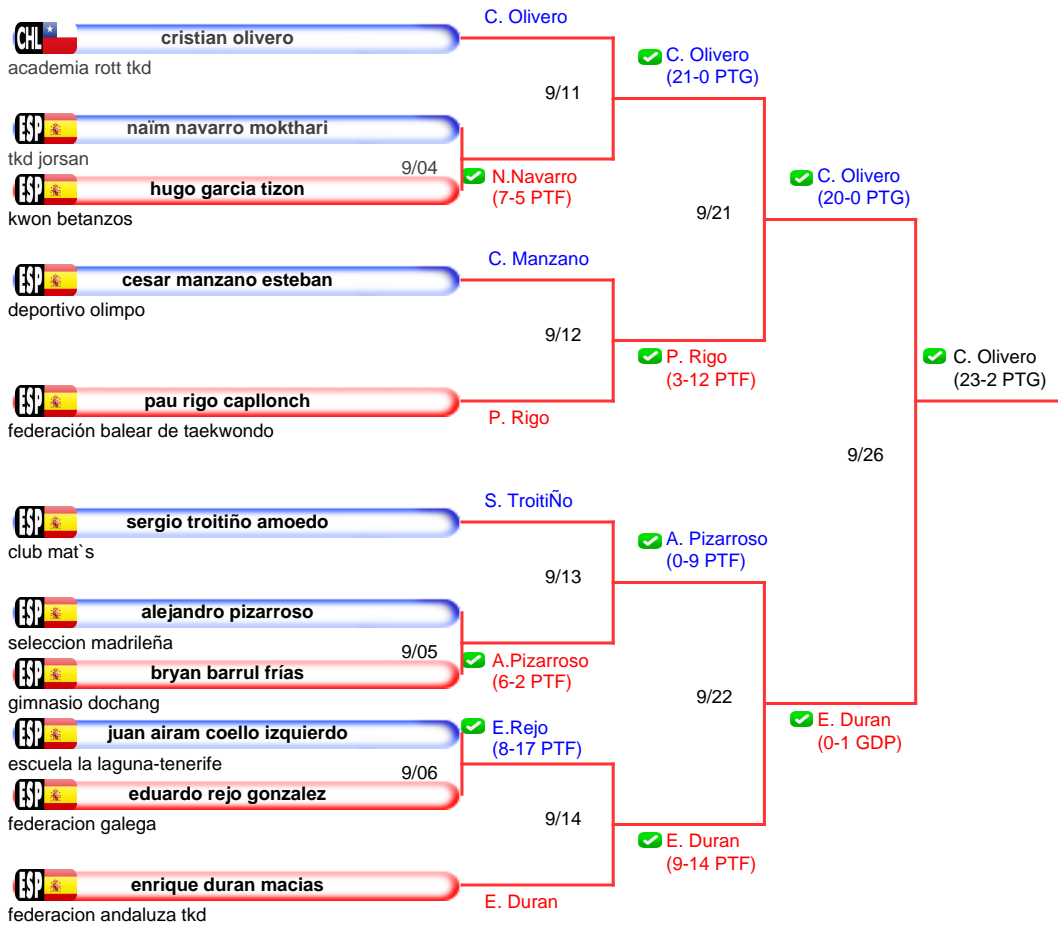 C. Olivero
CHL cristian olivero
academia rott tkd
C. Olivero
(21-0 PTG)
9/11
ESP naïm navarro mokthari
tkd jorsan
9/04
N.Navarro
(7-5 PTF)
ESP hugo garcia tizon
kwon betanzos
C. Olivero
(20-0 PTG)
9/21
C. Manzano
ESP cesar manzano esteban
deportivo olimpo
9/12
P. Rigo
(3-12 PTF)
C. Olivero
(23-2 PTG)
ESP pau rigo capllonch
federación balear de taekwondo
P. Rigo
9/26
S. TroitiÑo
ESP sergio troitiño amoedo
club mat`s
A. Pizarroso
(0-9 PTF)
9/13
ESP alejandro pizarroso
seleccion madrileña
9/05
A.Pizarroso
(6-2 PTF)
ESP bryan barrul frías
gimnasio dochang
9/22
E. Duran
(0-1 GDP)
ESP juan airam coello izquierdo
escuela la laguna-tenerife
E.Rejo
(8-17 PTF)
9/06
ESP eduardo rejo gonzalez
federacion galega
9/14
E. Duran
(9-14 PTF)
ESP enrique duran macias
federacion andaluza tkd
E. Duran